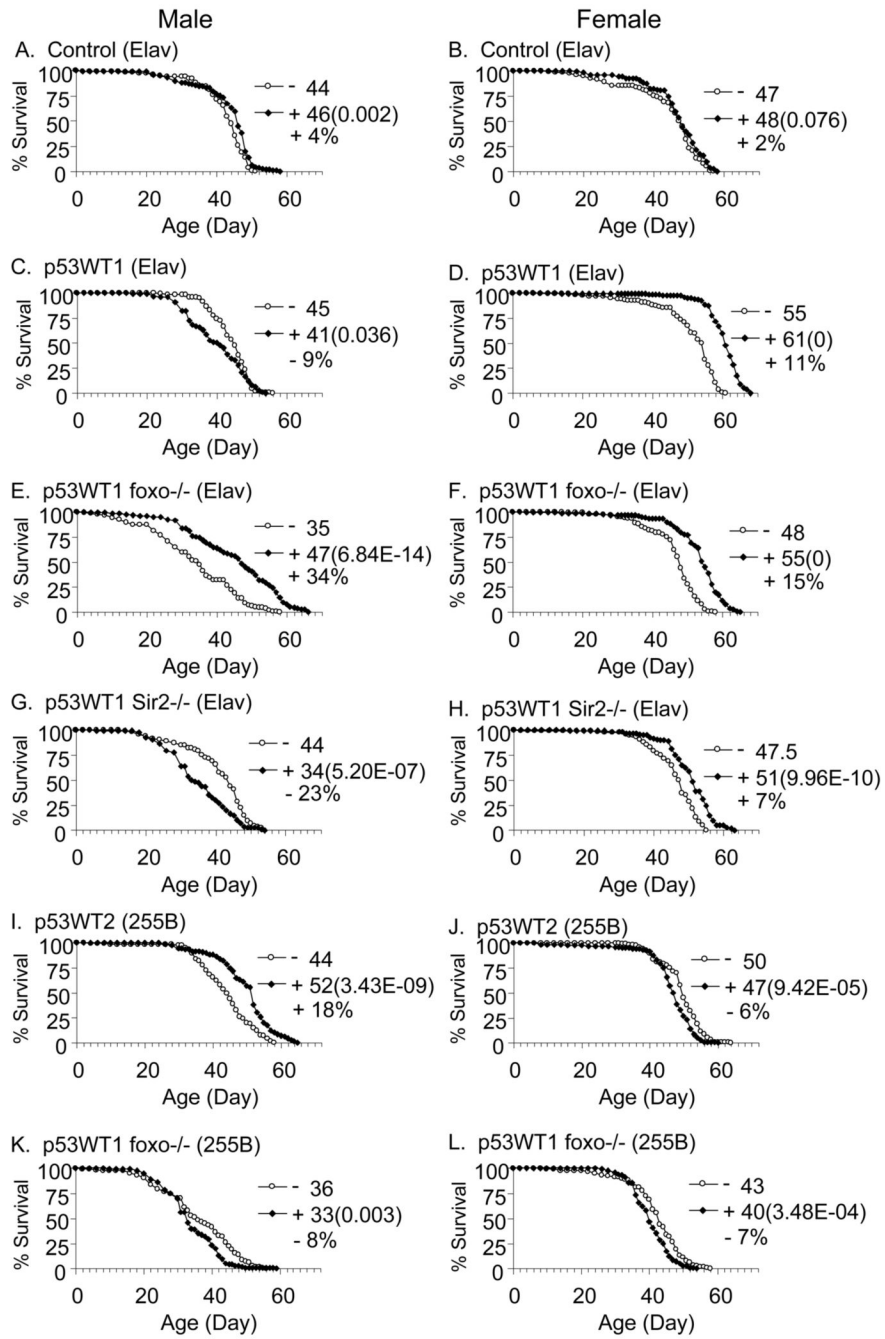 Male
Female
A. Control (Elav)
B. Control (Elav)
% Survival
100
75
50
25
0
- 44
+ 46(0.002)
+ 4%
0 20 40 60
Age (Day)
% Survival
100
75
50
25
0
- 47
+ 48(0.076)
+ 2%
0 20 40 60
Age (Day)
C. p53WT1 (Elav)
D. p53WT1 (Elav)
% Survival
100
75
50
25
0
- 45
+ 41(0.036)
- 9%
0 20 40 60
Age (Day)
% Survival
100
75
50
25
0
- 55
+ 61(0)
+ 11%
0 20 40 60
Age (Day)
E. p53WT1 foxo-/- (Elav)
F. p53WT1 foxo-/- (Elav)
% Survival
100
75
50
25
0
- 35
+ 47(6.84E-14)
+ 34%
0 20 40 60
Age (Day)
% Survival
100
75
50
25
0
- 48
+ 55(0)
+ 15%
0 20 40 60
Age (Day)
G. p53WT1 Sir2-/- (Elav)
H. p53WT1 Sir2-/- (Elav)
% Survival
100
75
50
25
0
- 44
+ 34(5.20E-07)
- 23%
0 20 40 60
Age (Day)
% Survival
100
75
50
25
0
- 47.5
+ 51(9.96E-10)
+ 7%
0 20 40 60
Age (Day)
I. p53WT2 (255B)
J. p53WT2 (255B)
% Survival
100
75
50
25
0
- 44
+ 52(3.43E-09)
+ 18%
0 20 40 60
Age (Day)
% Survival
100
75
50
25
0
- 50
+ 47(9.42E-05)
- 6%
0 20 40 60
Age (Day)
K. p53WT1 foxo-/- (255B)
L. p53WT1 foxo-/- (255B)
% Survival
100
75
50
25
0
- 36
+ 33(0.003)
- 8%
0 20 40 60
Age (Day)
% Survival
100
75
50
25
0
- 43
+ 40(3.48E-04)
- 7%
0 20 40 60
Age (Day)